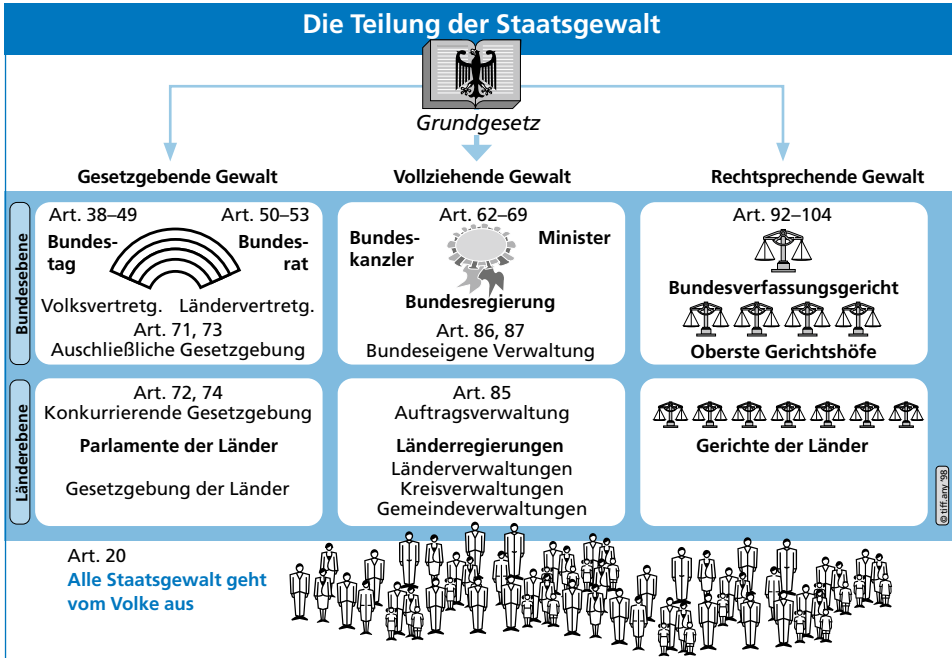 Die Teilung der Staatsgewalt
Grundgesetz
Gesetzgebende Gewalt
Vollziehende Gewalt
Rechtsprechende Gewalt
Bundesebene
Art. 38–49
Art. 50–53
Bundes-
tag
Bundes-
rat
Volksvertretg.
Ländervertretg.
Art. 71, 73
Auschließliche Gesetzgebung
Art. 62–69
Bundes-
kanzler
Minister
Bundesregierung
Art. 86, 87
Bundeseigene Verwaltung
Art. 92–104
Bundesverfassungsgericht
Oberste Gerichtshöfe
Länderebene
Art. 72, 74
Konkurrierende Gesetzgebung
Parlamente der Länder
Gesetzgebung der Länder
Art. 85
Auftragsverwaltung
Länderregierungen
Länderverwaltungen
Kreisverwaltungen
Gemeindeverwaltungen
Gerichte der Länder
© tiff.any '98
Art. 20
Alle Staatsgewalt geht
vom Volke aus